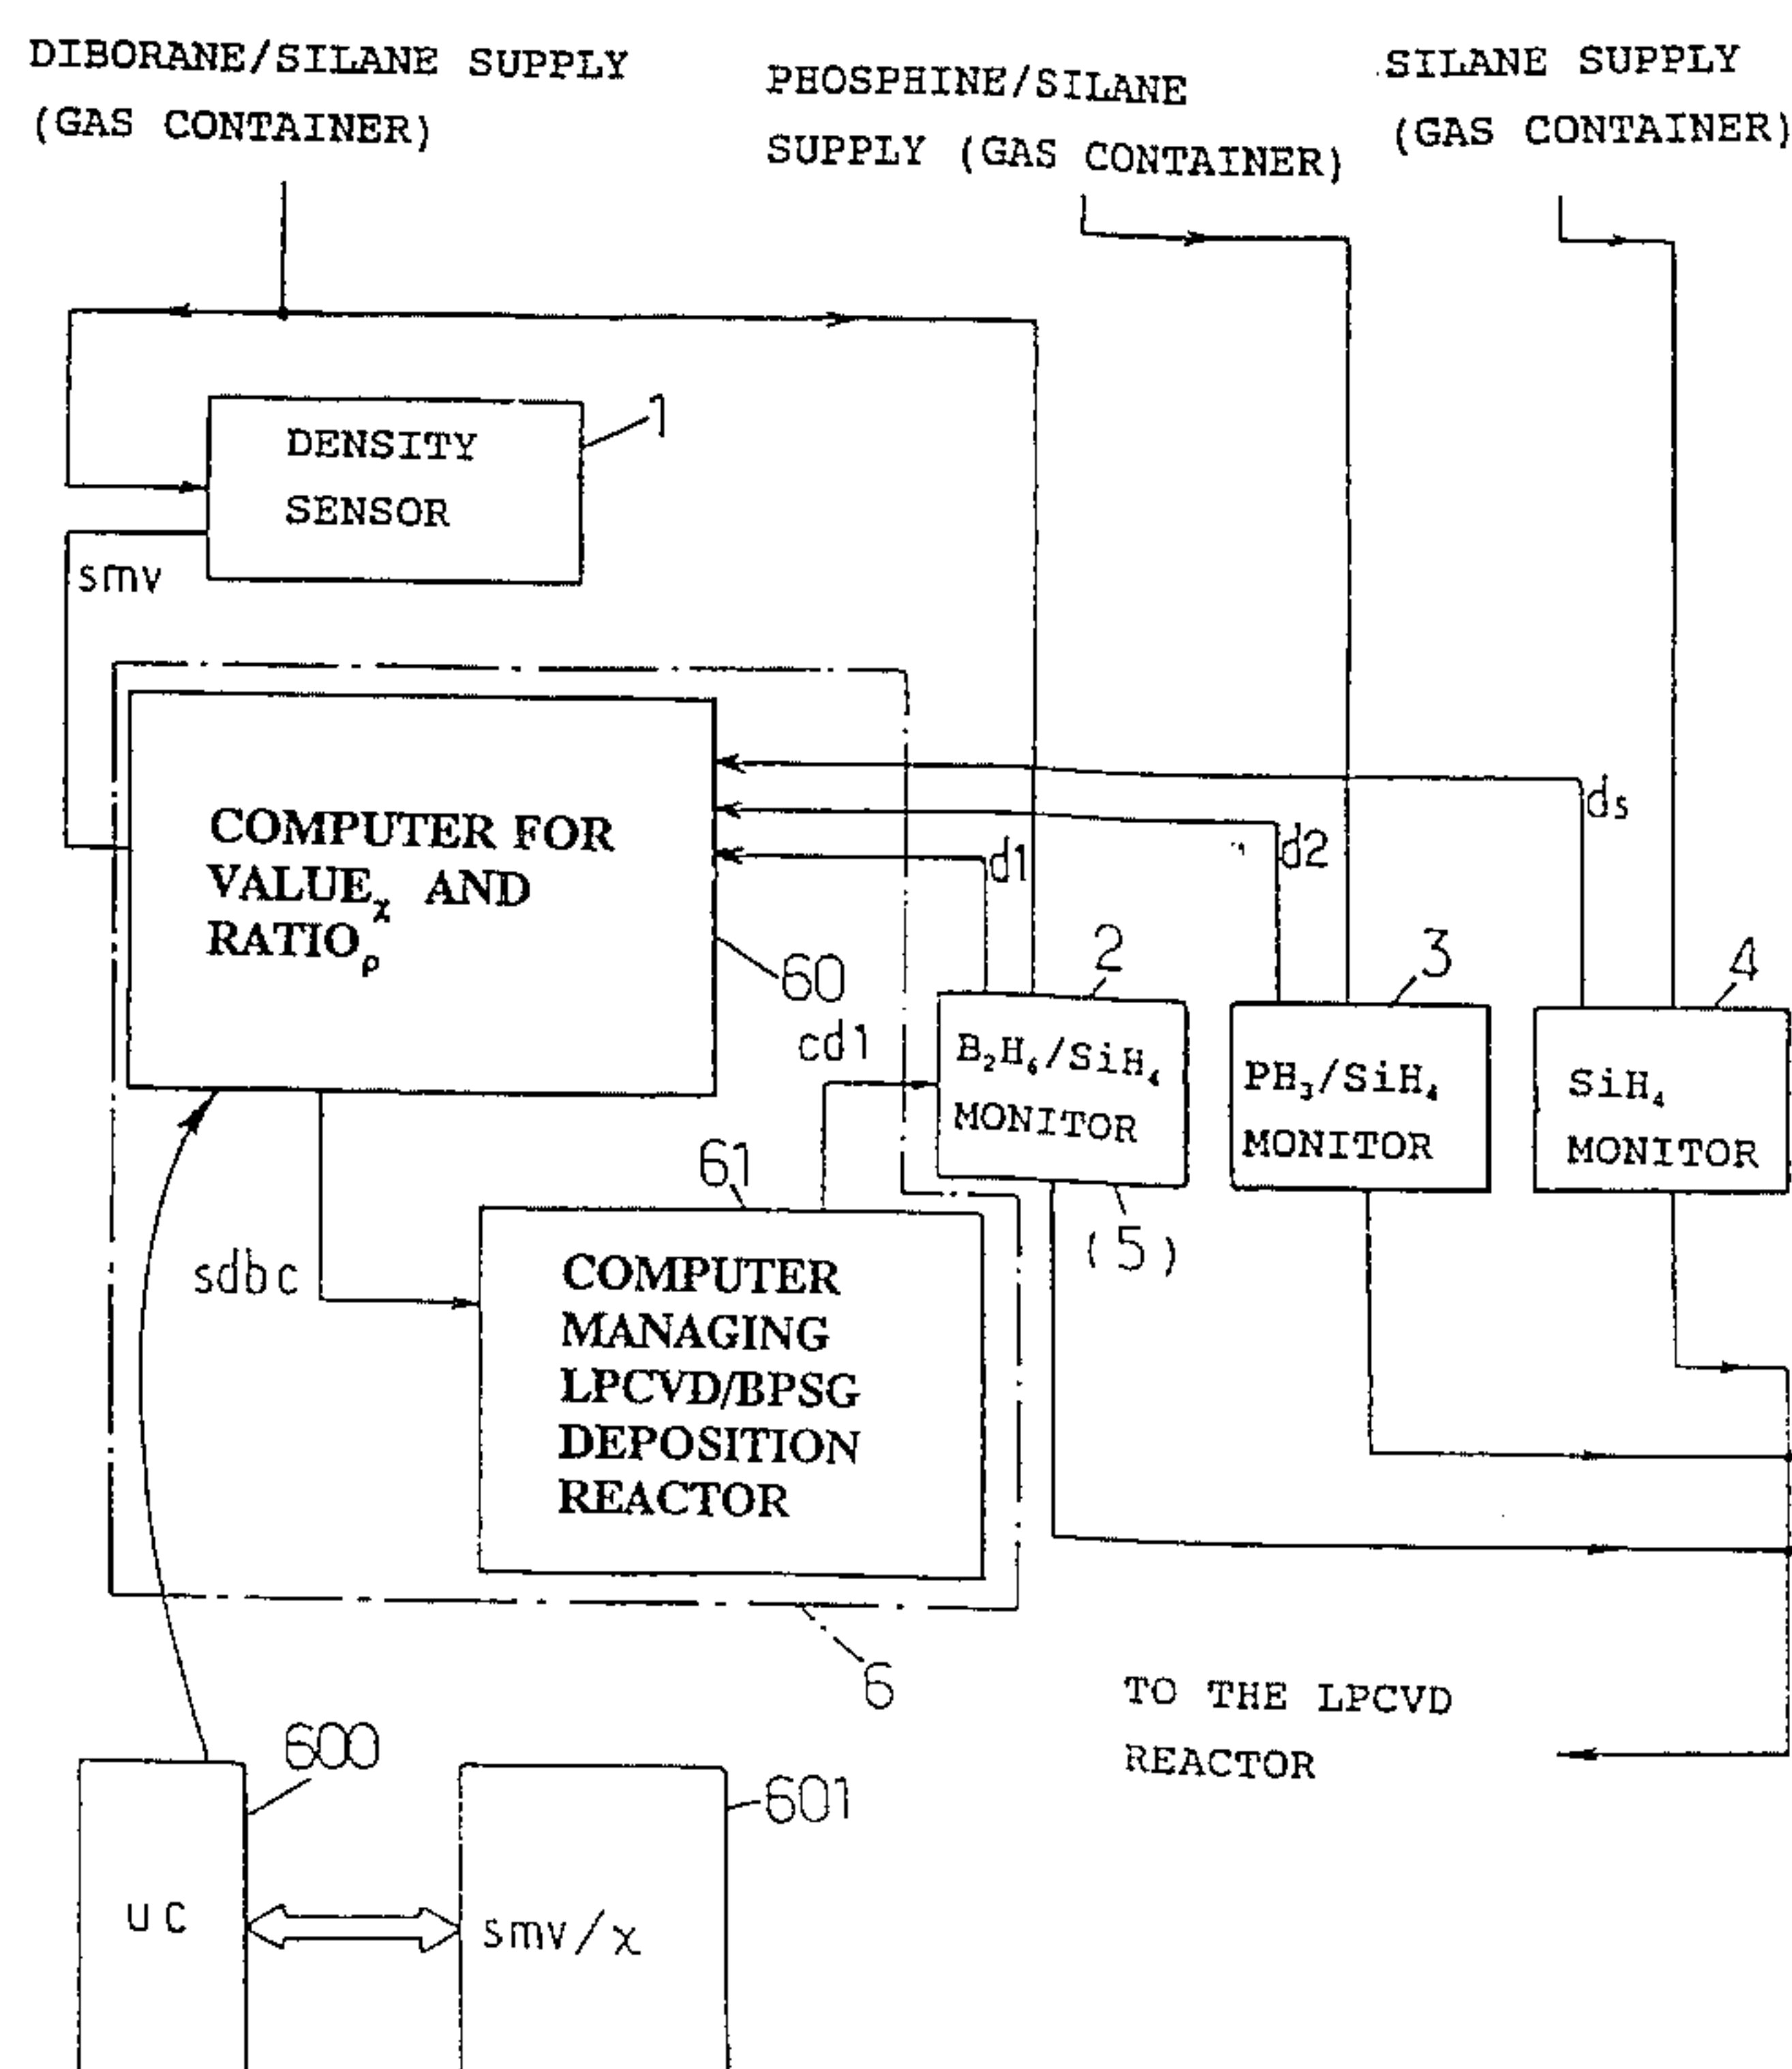 DIBORANE/SILANE SUPPLY
(GAS CONTAINER)
PHOSPHINE/SILANE
SUPPLY (GAS CONTAINER)
SILANE SUPPLY
(GAS CONTAINER)
DENSITY
SENSOR
1
smv
COMPUTER FOR
VALUEχ AND
RATIOρ
60
ds
d2
d1
cd1
2
3
4
B₂H₆/SiH₄
MONITOR
PH₃/SiH₄
MONITOR
SiH₄
MONITOR
(5)
61
sdbc
COMPUTER
MANAGING
LPCVD/BPSG
DEPOSITION
REACTOR
6
TO THE LPCVD
REACTOR
600
601
uc
smv/χ